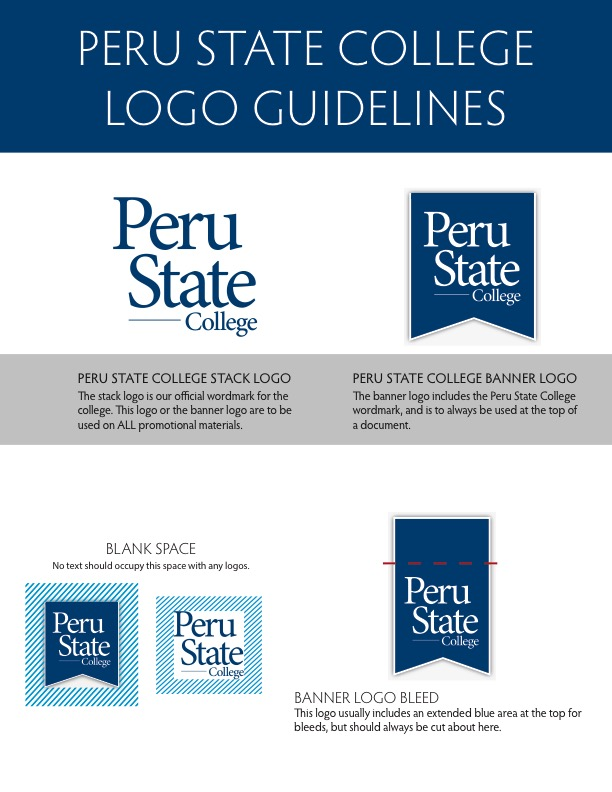 PERU STATE COLLEGE
LOGO GUIDELINES
Peru
State
College
Peru
State
College
PERU STATE COLLEGE STACK LOGO
The stack logo is our official wordmark for the
college. This logo or the banner logo are to be
used on ALL promotional materials.
PERU STATE COLLEGE BANNER LOGO
The banner logo includes the Peru State College
wordmark, and is to always be used at the top of
a document.
BLANK SPACE
No text should occupy this space with any logos.
Peru
State
College
Peru
State
College
Peru
State
College
BANNER LOGO BLEED
This logo usually includes an extended blue area at the top for
bleeds, but should always be cut about here.